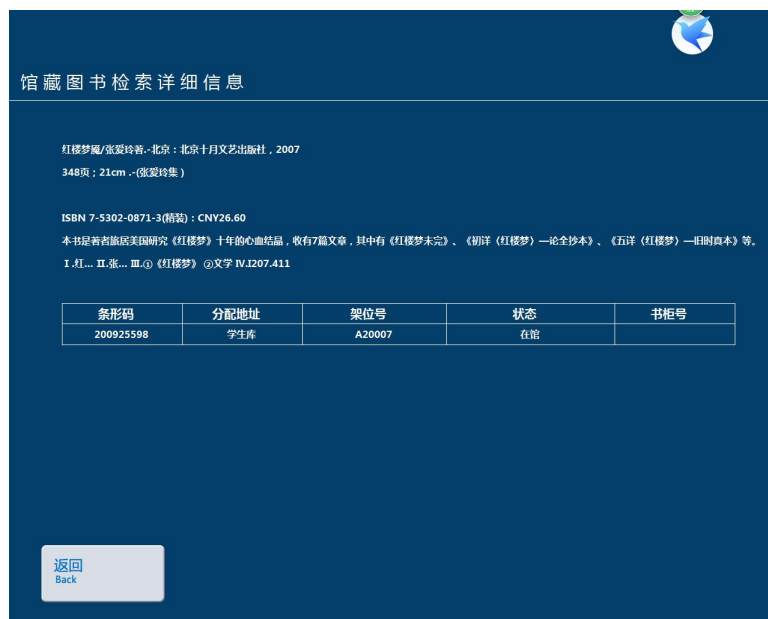 馆藏图书检索详细信息
红楼梦魇/张爱玲著.-北京：北京十月文艺出版社，2007
348页；21cm .-(张爱玲集）
ISBN 7-5302-0871-3(精装)：CNY26.60
本书是著者旅居美国研究《红楼梦》十年的心血结晶，收有7篇文章，其中有《红楼梦未完》、《初详〈红楼梦〉—论全抄本》、《五详〈红楼梦〉—旧时真本》等。
Ⅰ.红... Ⅱ.张... Ⅲ.①《红楼梦》 ②文学 Ⅳ.I207.411
条形码 分配地址 架位号 状态 书柜号
200925598 学生库 A20007 在馆
返回
Back